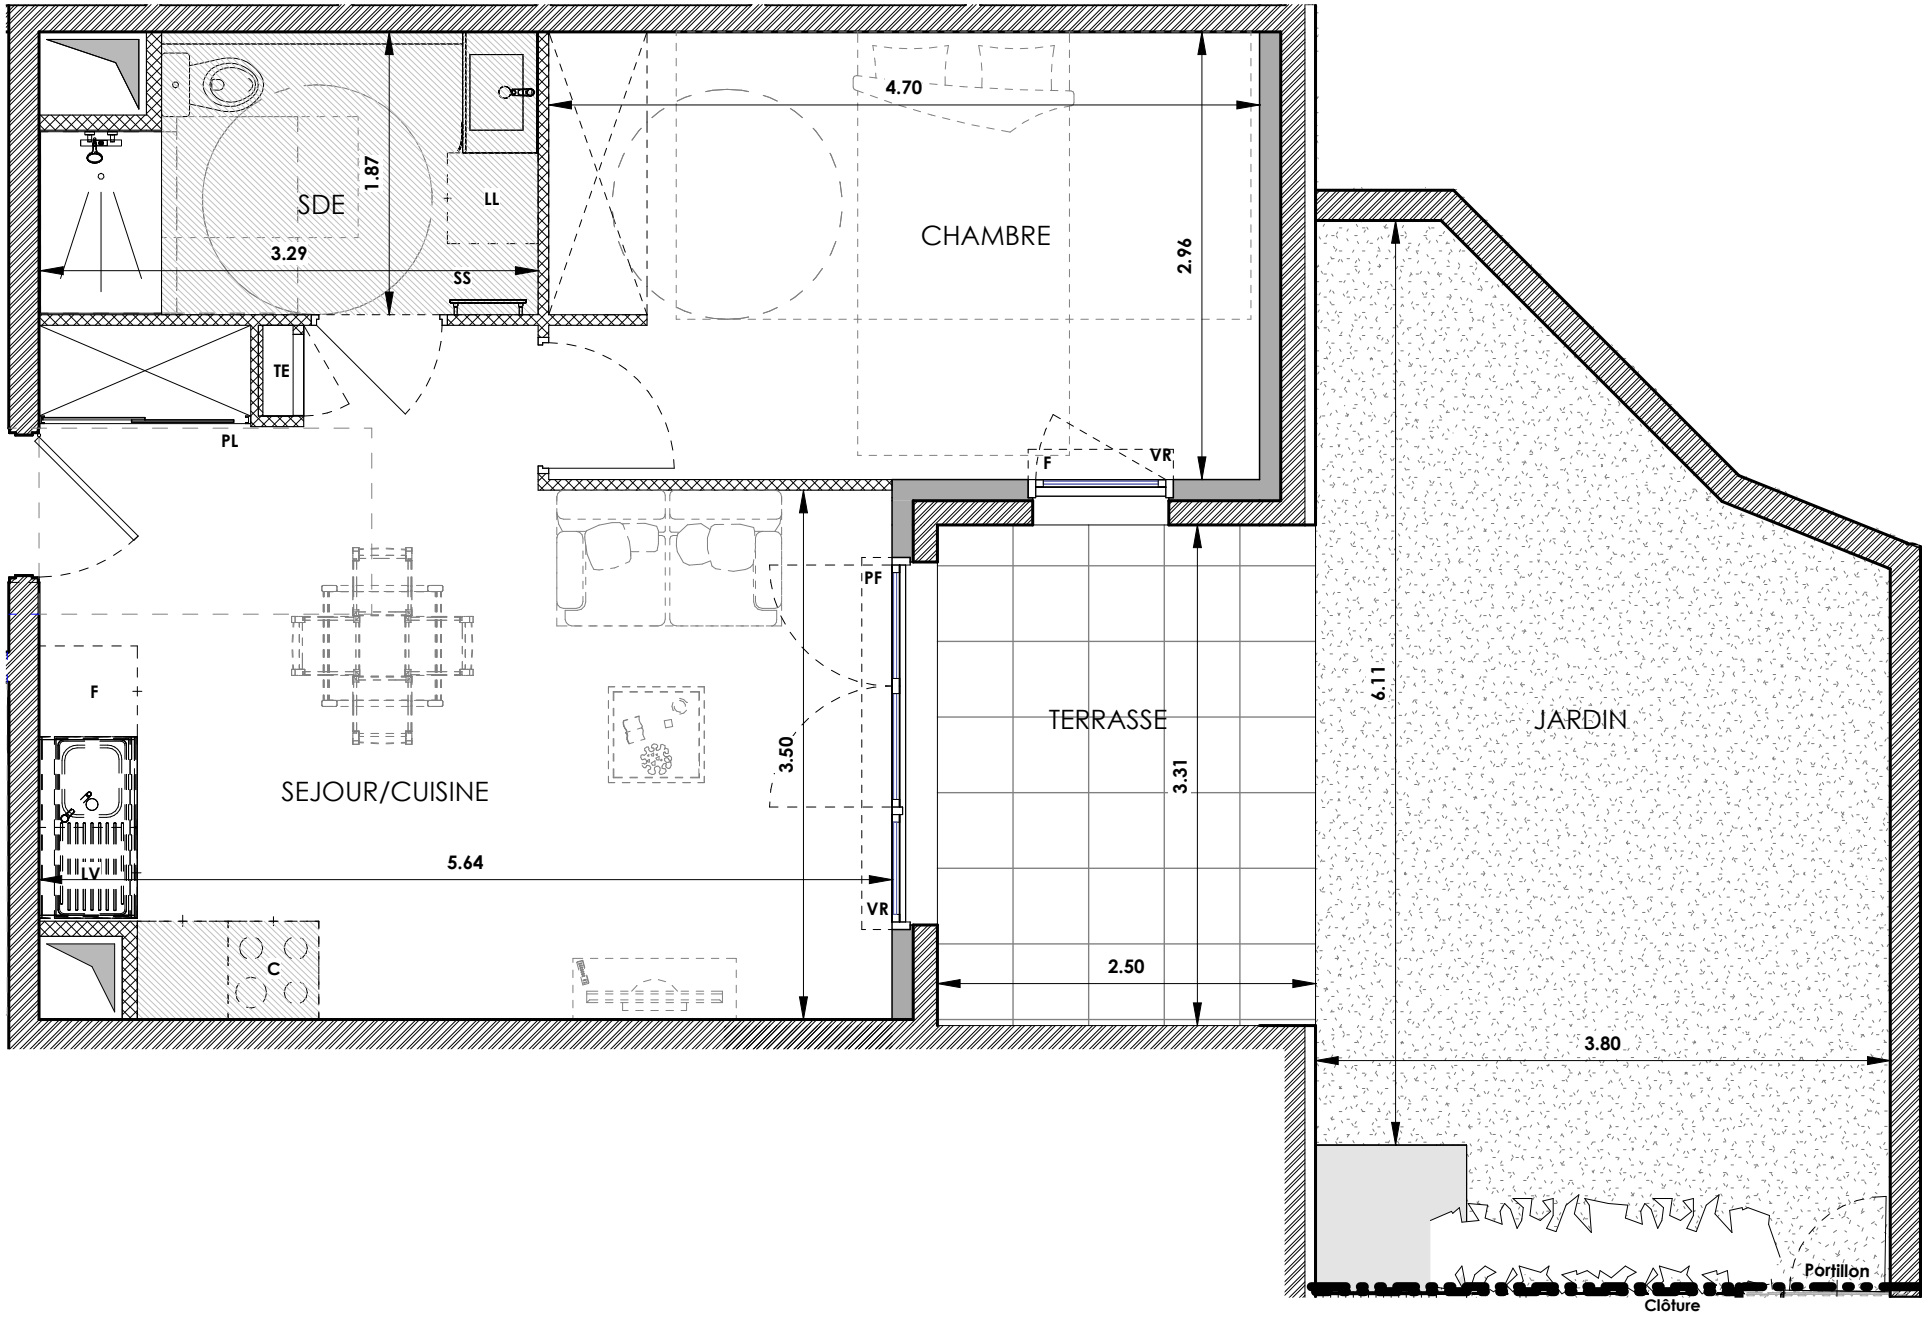 4.70
1.87
LL
SDE
CHAMBRE
3.29
2.96
SS
TE
PL
F
VR
PF
F
6.11
TERRASSE
JARDIN
3.50
3.31
SEJOUR/CUISINE
5.64
LV
VR
C
2.50
3.80
Portillon
Clôture